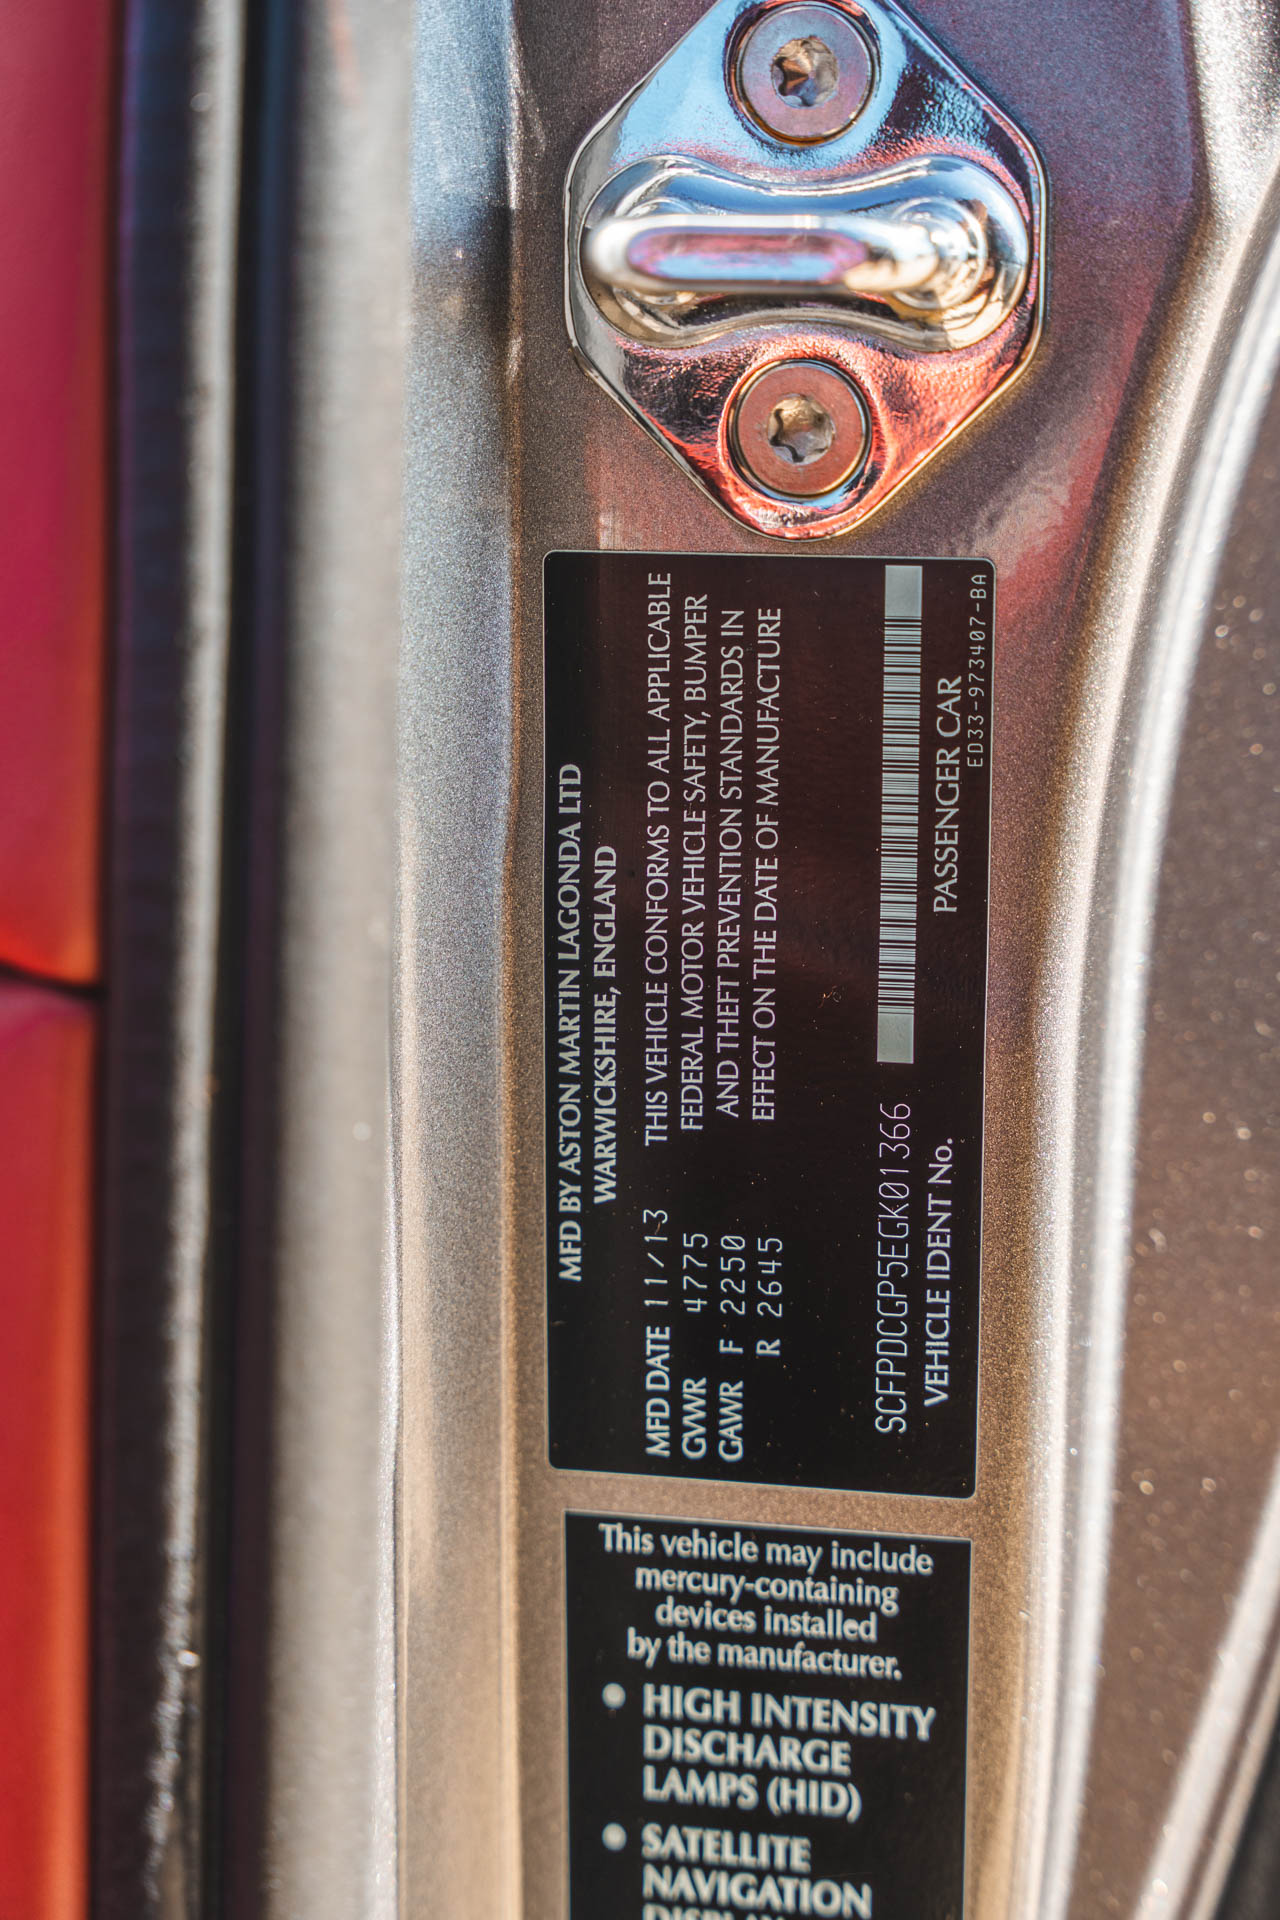 MFD BY ASTON MARTIN LAGONDA LTD
WARWICKSHIRE, ENGLAND
MFD DATE 11/13 THIS VEHICLE CONFORMS TO ALL APPLICABLE
GVWR 4775 FEDERAL MOTOR VEHICLE SAFETY, BUMPER
GAWR F 2250 AND THEFT PREVENTION STANDARDS IN
R 2645 EFFECT ON THE DATE OF MANUFACTURE
SCFPDCGP5EGK01366
VEHICLE IDENT No. PASSENGER CAR
ED33-973407-BA
This vehicle may include
mercury-containing
devices installed
by the manufacturer.
• HIGH INTENSITY
DISCHARGE
LAMPS (HID)
• SATELLITE
NAVIGATION